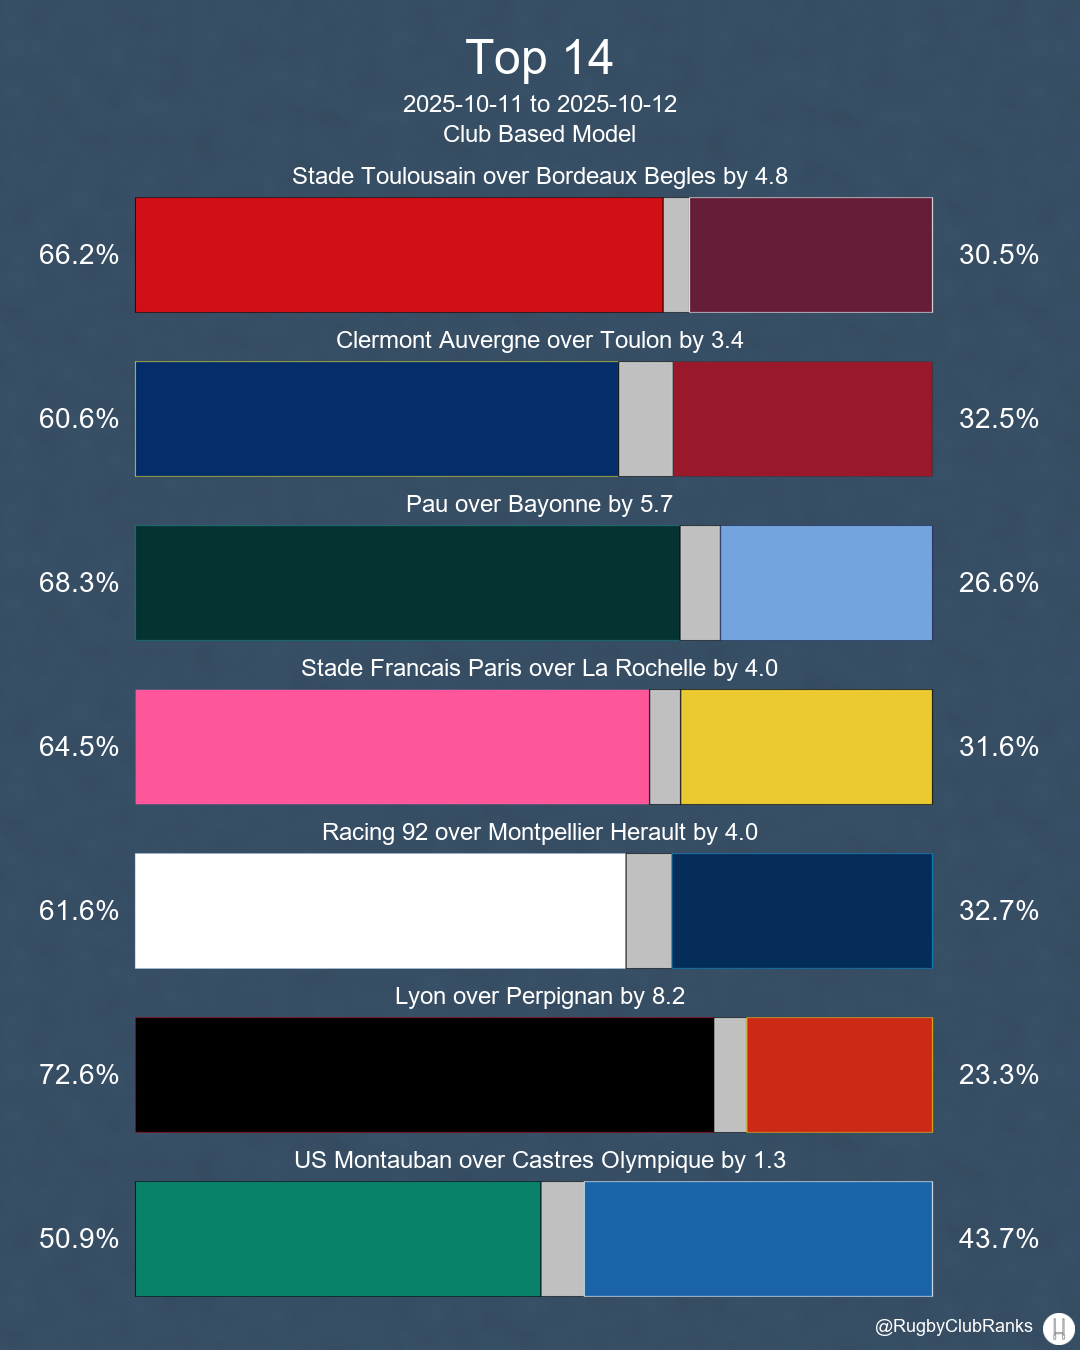 Top 14
2025-10-11 to 2025-10-12
Club Based Model
Stade Toulousain over Bordeaux Begles by 4.8
66.2% 30.5%
Clermont Auvergne over Toulon by 3.4
60.6% 32.5%
Pau over Bayonne by 5.7
68.3% 26.6%
Stade Francais Paris over La Rochelle by 4.0
64.5% 31.6%
Racing 92 over Montpellier Herault by 4.0
61.6% 32.7%
Lyon over Perpignan by 8.2
72.6% 23.3%
US Montauban over Castres Olympique by 1.3
50.9% 43.7%
@RugbyClubRanks